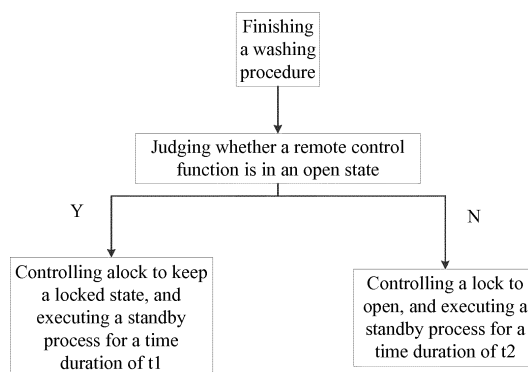 Finishing
a washing
procedure
Judging whether a remote control
function is in an open state
Y
N
Controlling alock to keep
a locked state, and
executing a standby
process for a time
duration of t1
Controlling a lock to
open, and executing a
standby process for a
time duration of t2